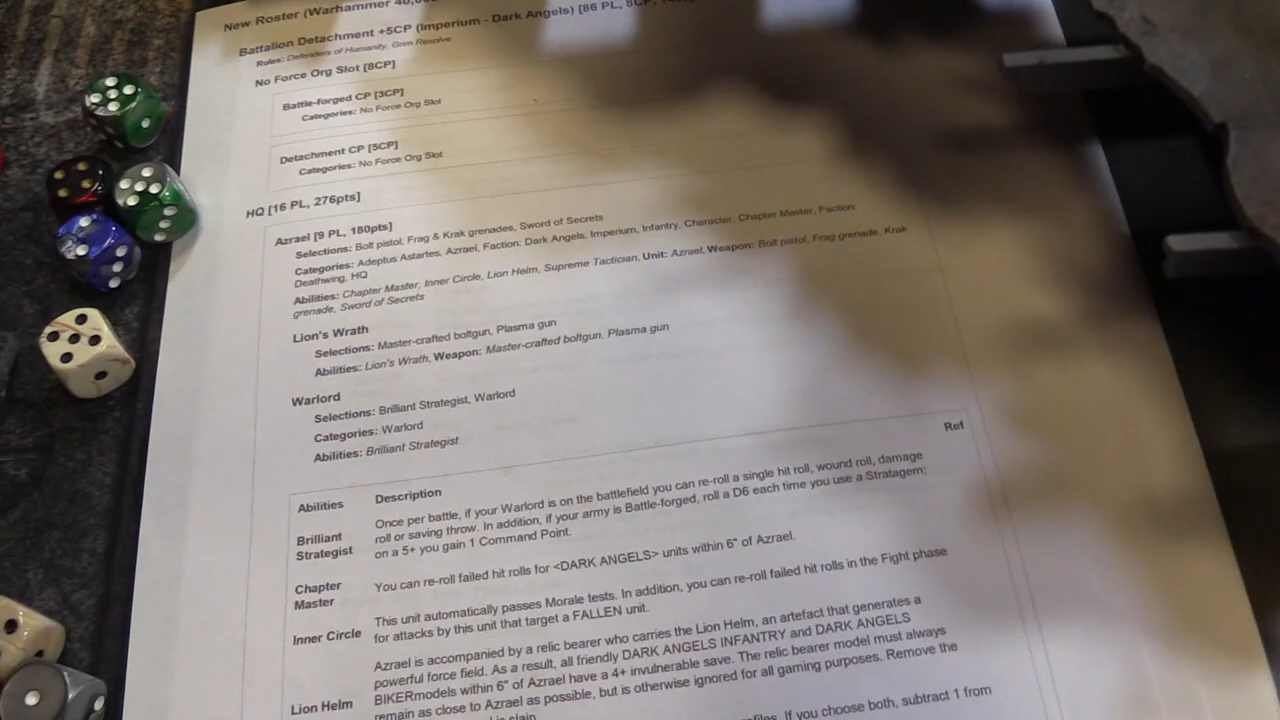 New Roster (Warhammer
Battalion Detachment +5CP (Imperium - Dark Angels) [86 PL, 8CP,
Rules: Defenders of Humanity, Grim Resolve
No Force Org Slot [8CP]
Battle-forged CP [3CP]
Categories: No Force Org Slot
Detachment CP [5CP]
Categories: No Force Org Slot
HQ [16 PL, 276pts]
Azrael [9 PL, 180pts]
Selections: Bolt pistol, Frag & Krak grenades, Sword of Secrets
Categories: Adeptus Astartes, Azrael, Faction: Dark Angels, Imperium, Infantry, Character, Chapter Master, Faction:
Deathwing, HQ
Abilities: Chapter Master, Inner Circle, Lion Helm, Supreme Tactician, Unit: Azrael, Weapon: Bolt pistol, Frag grenade, Krak
grenade, Sword of Secrets
Lion's Wrath
Selections: Master-crafted boltgun, Plasma gun
Abilities: Lion's Wrath, Weapon: Master-crafted boltgun, Plasma gun
Warlord
Selections: Brilliant Strategist, Warlord
Categories: Warlord
Abilities: Brilliant Strategist
Abilities Description Ref
Brilliant Strategist Once per battle, if your Warlord is on the battlefield you can re-roll a single hit roll, wound roll, damage
roll or saving throw. In addition, if your army is Battle-forged, roll a D6 each time you use a Stratagem;
on a 5+ you gain 1 Command Point.
Chapter Master You can re-roll failed hit rolls for <DARK ANGELS> units within 6" of Azrael.
Inner Circle This unit automatically passes Morale tests. In addition, you can re-roll failed hit rolls in the Fight phase
for attacks by this unit that target a FALLEN unit.
Lion Helm Azrael is accompanied by a relic bearer who carries the Lion Helm, an artefact that generates a
powerful force field. As a result, all friendly DARK ANGELS INFANTRY and DARK ANGELS
BIKERmodels within 6" of Azrael have a 4+ invulnerable save. The relic bearer model must always
remain as close to Azrael as possible, but is otherwise ignored for all gaming purposes. Remove the
is slain
If you choose both, subtract 1 from